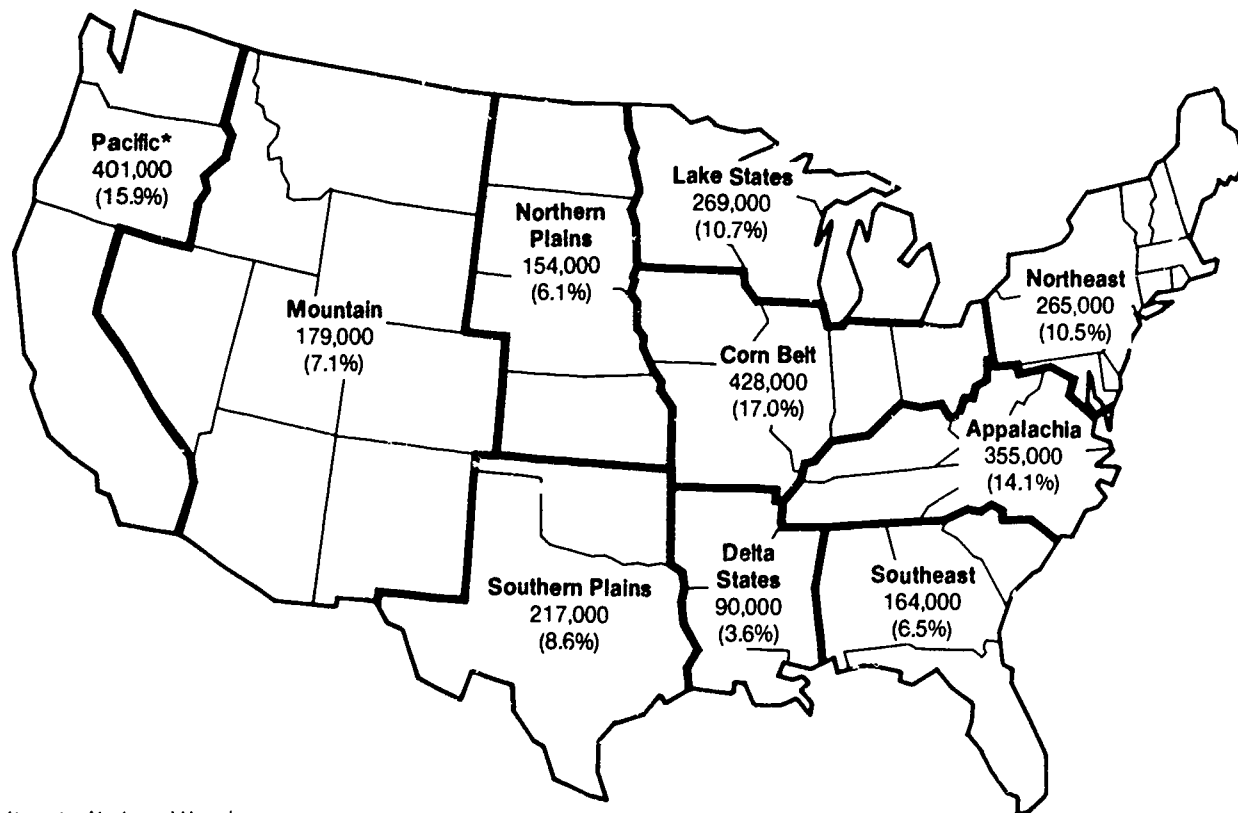 Pacific*
401,000
(15.9%)
Mountain
179,000
(7.1%)
Northern
Plains
154,000
(6.1%)
Lake States
269,000
(10.7%)
Corn Belt
428,000
(17.0%)
Northeast
265,000
(10.5%)
Appalachia
355,000
(14.1%)
Southern Plains
217,000
(8.6%)
Delta
States
90,000
(3.6%)
Southeast
164,000
(6.5%)